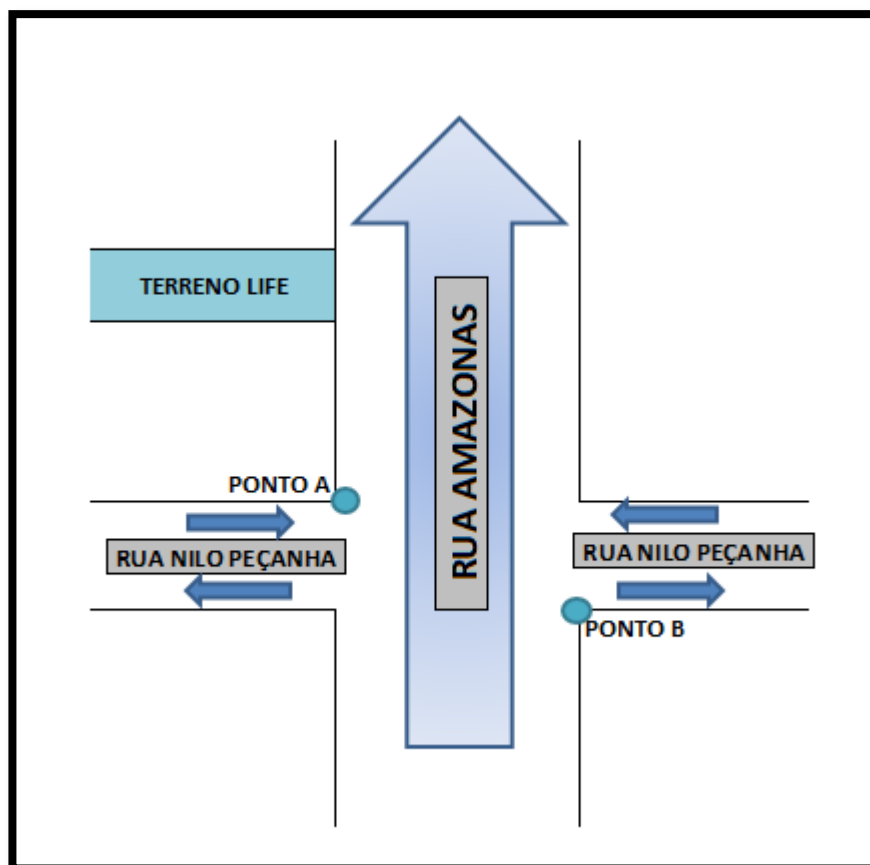 TERRENO LIFE
RUA AMAZONAS
PONTO A
RUA NILO PEÇANHA
RUA NILO PEÇANHA
PONTO B